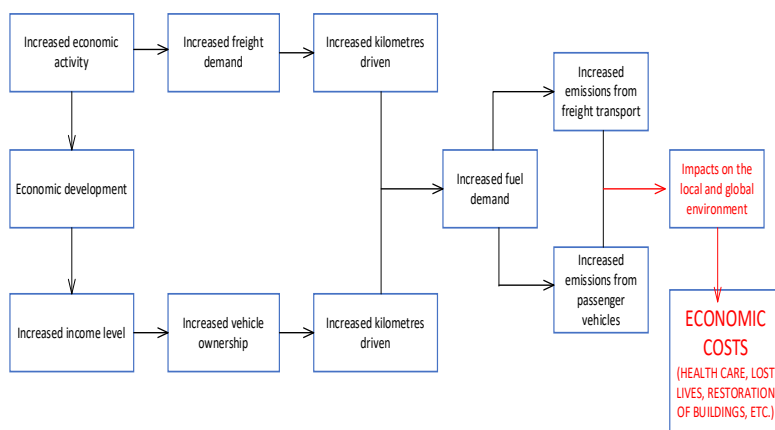 Increased economic
activity
Increased freight
demand
Increased kilometres
driven
Increased
emissions from
freight transport
Economic development
Increased fuel
demand
Impacts on the
local and global
environment
Increased income level
Increased vehicle
ownership
Increased kilometres
driven
Increased
emissions from
passenger
vehicles
ECONOMIC
COSTS
(HEALTH CARE, LOST
LIVES, RESTORATION
OF BUILDINGS, ETC.)